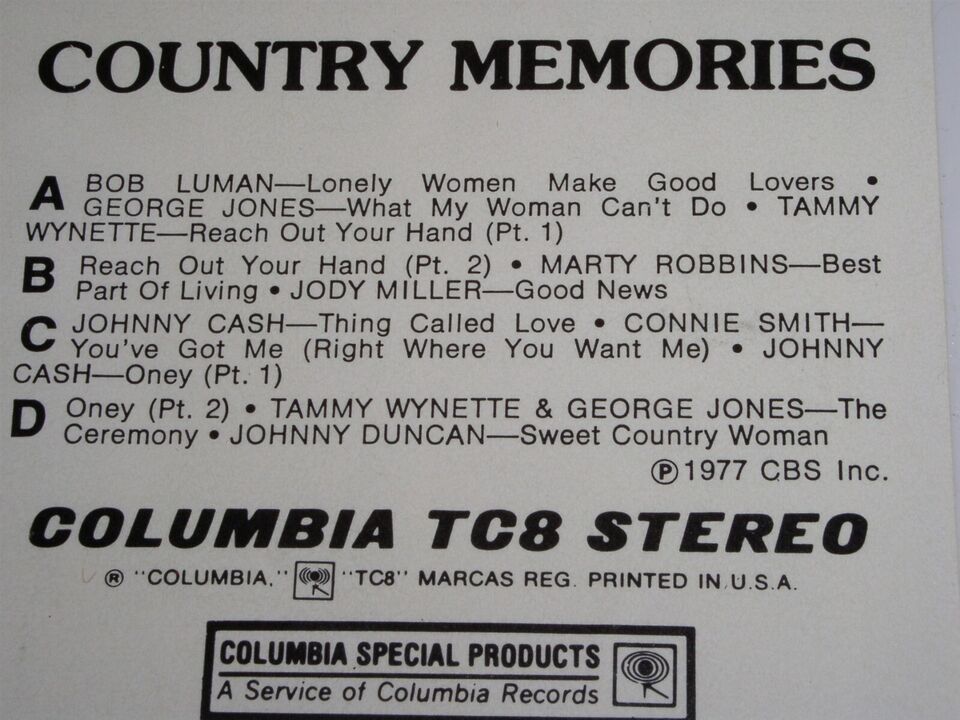 COUNTRY MEMORIES
A BOB LUMAN—Lonely Women Make Good Lovers •
GEORGE JONES—What My Woman Can't Do • TAMMY
WYNETTE—Reach Out Your Hand (Pt. 1)
B Reach Out Your Hand (Pt. 2) • MARTY ROBBINS—Best
Part Of Living • JODY MILLER—Good News
C JOHNNY CASH—Thing Called Love • CONNIE SMITH—
You've Got Me (Right Where You Want Me) • JOHNNY
CASH—Oney (Pt. 1)
D Oney (Pt. 2) • TAMMY WYNETTE & GEORGE JONES—The
Ceremony • JOHNNY DUNCAN—Sweet Country Woman
℗ 1977 CBS Inc.
COLUMBIA TC8 STEREO
® "COLUMBIA," "TC8" MARCAS REG. PRINTED IN U.S.A.
COLUMBIA SPECIAL PRODUCTS
A Service of Columbia Records